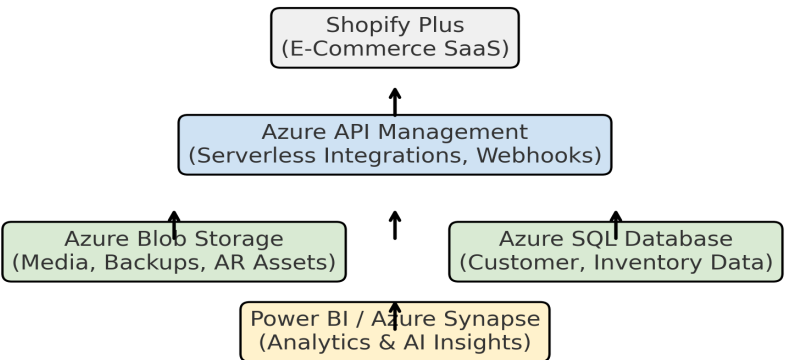 Shopify Plus
(E-Commerce SaaS)
Azure API Management
(Serverless Integrations, Webhooks)
Azure Blob Storage
(Media, Backups, AR Assets)
Azure SQL Database
(Customer, Inventory Data)
Power BI / Azure Synapse
(Analytics & AI Insights)